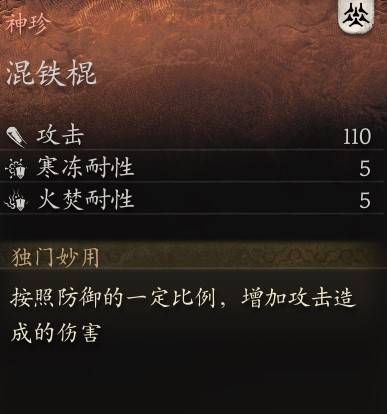 神珍
混铁棍
攻击 110
寒冻耐性 5
火焚耐性 5
独门妙用
按照防御的一定比例，增加攻击造
成的伤害